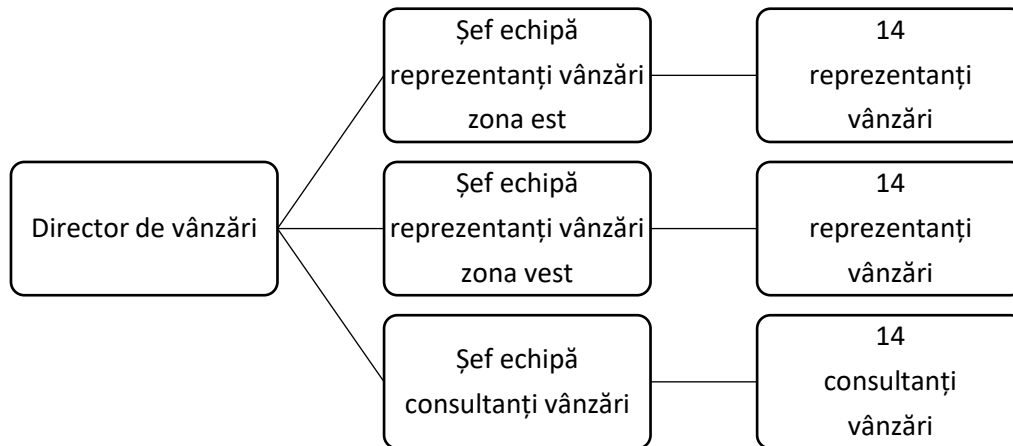 Șef echipă
reprezentanți vânzări
zona est
14
reprezentanți
vânzări
Director de vânzări
Șef echipă
reprezentanți vânzări
zona vest
14
reprezentanți
vânzări
Șef echipă
consultanți vânzări
14
consultanți
vânzări